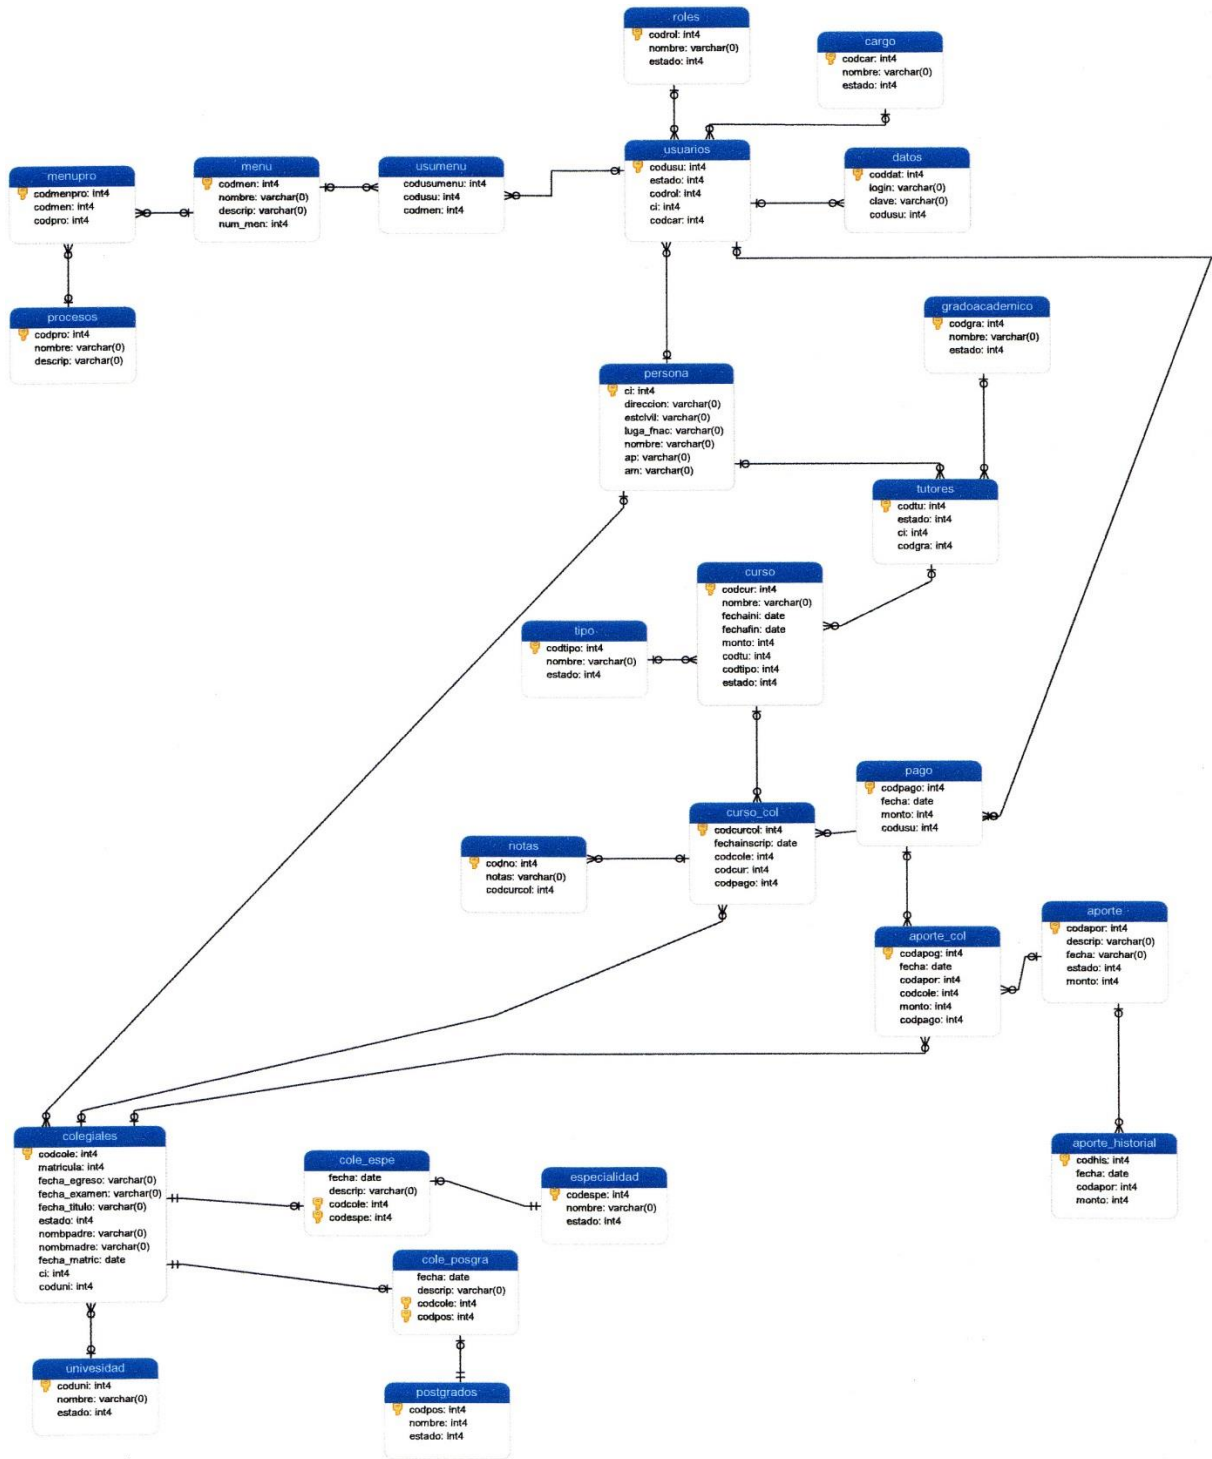 roles
codrol: int4
nombre: varchar(0)
estado: int4
cargo
codcar: int4
nombre: varchar(0)
estado: int4
menupro
codmenpro: int4
codmen: int4
codpro: int4
menu
codmen: int4
nombre: varchar(0)
descrip: varchar(0)
num_men: int4
usumenu
codusumenu: int4
codusu: int4
codmen: int4
usuarios
codusu: int4
estado: int4
codrol: int4
ci: int4
codcar: int4
datos
coddat: int4
login: varchar(0)
clave: varchar(0)
codusu: int4
procesos
codpro: int4
nombre: varchar(0)
descrip: varchar(0)
gradoacademico
codgra: int4
nombre: varchar(0)
estado: int4
persona
ci: int4
direccion: varchar(0)
estcivil: varchar(0)
luga_fnac: varchar(0)
nombre: varchar(0)
ap: varchar(0)
am: varchar(0)
tutores
codtu: int4
estado: int4
ci: int4
codgra: int4
curso
codcur: int4
nombre: varchar(0)
fechaini: date
fechafin: date
monto: int4
codtu: int4
codtipo: int4
estado: int4
tipo
codtipo: int4
nombre: varchar(0)
estado: int4
pago
codpago: int4
fecha: date
monto: int4
codusu: int4
curso_col
codcurcol: int4
fechainscrip: date
codcole: int4
codcur: int4
codpago: int4
notas
codno: int4
notas: varchar(0)
codcurcol: int4
aporte_col
codapog: int4
fecha: date
codapor: int4
codcole: int4
monto: int4
codpago: int4
aporte
codapor: int4
descrip: varchar(0)
fecha: varchar(0)
estado: int4
monto: int4
colegiales
codcole: int4
matricula: int4
fecha_egreso: varchar(0)
fecha_examen: varchar(0)
fecha_titulo: varchar(0)
estado: int4
nombpadre: varchar(0)
nombmadre: varchar(0)
fecha_matric: date
ci: int4
coduni: int4
cole_espe
fecha: date
descrip: varchar(0)
codcole: int4
codespe: int4
especialidad
codespe: int4
nombre: varchar(0)
estado: int4
aporte_historial
codhis: int4
fecha: date
codapor: int4
monto: int4
cole_posgra
fecha: date
descrip: varchar(0)
codcole: int4
codpos: int4
univesidad
coduni: int4
nombre: varchar(0)
estado: int4
postgrados
codpos: int4
nombre: int4
estado: int4